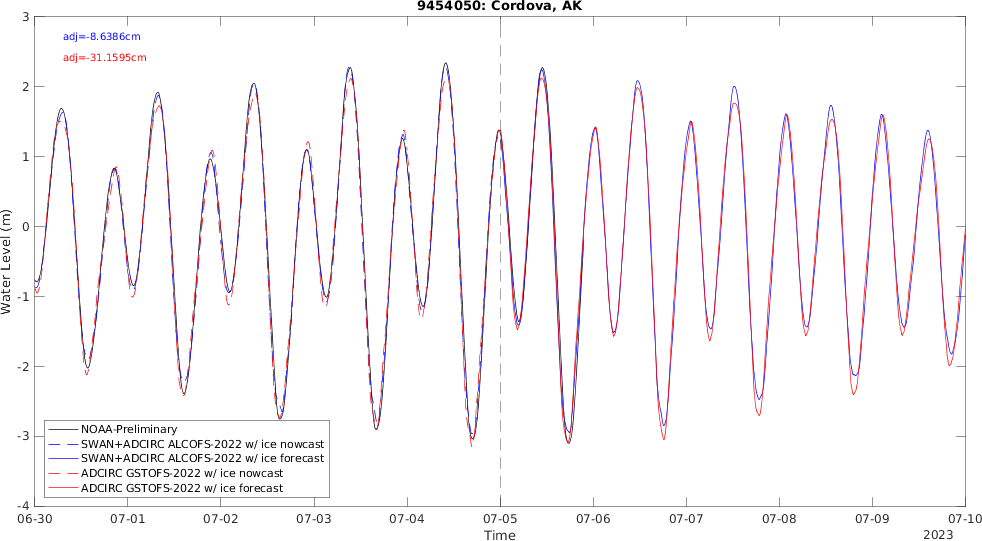 9454050: Cordova, AK
adj=-8.6386cm
adj=-31.1595cm
3
2
1
0
-1
-2
-3
-4
Water Level (m)
NOAA-Preliminary
SWAN+ADCIRC ALCOFS-2022 w/ ice nowcast
SWAN+ADCIRC ALCOFS-2022 w/ ice forecast
ADCIRC GSTOFS-2022 w/ ice nowcast
ADCIRC GSTOFS-2022 w/ ice forecast
06-30 07-01 07-02 07-03 07-04 07-05 07-06 07-07 07-08 07-09 07-10
Time
2023